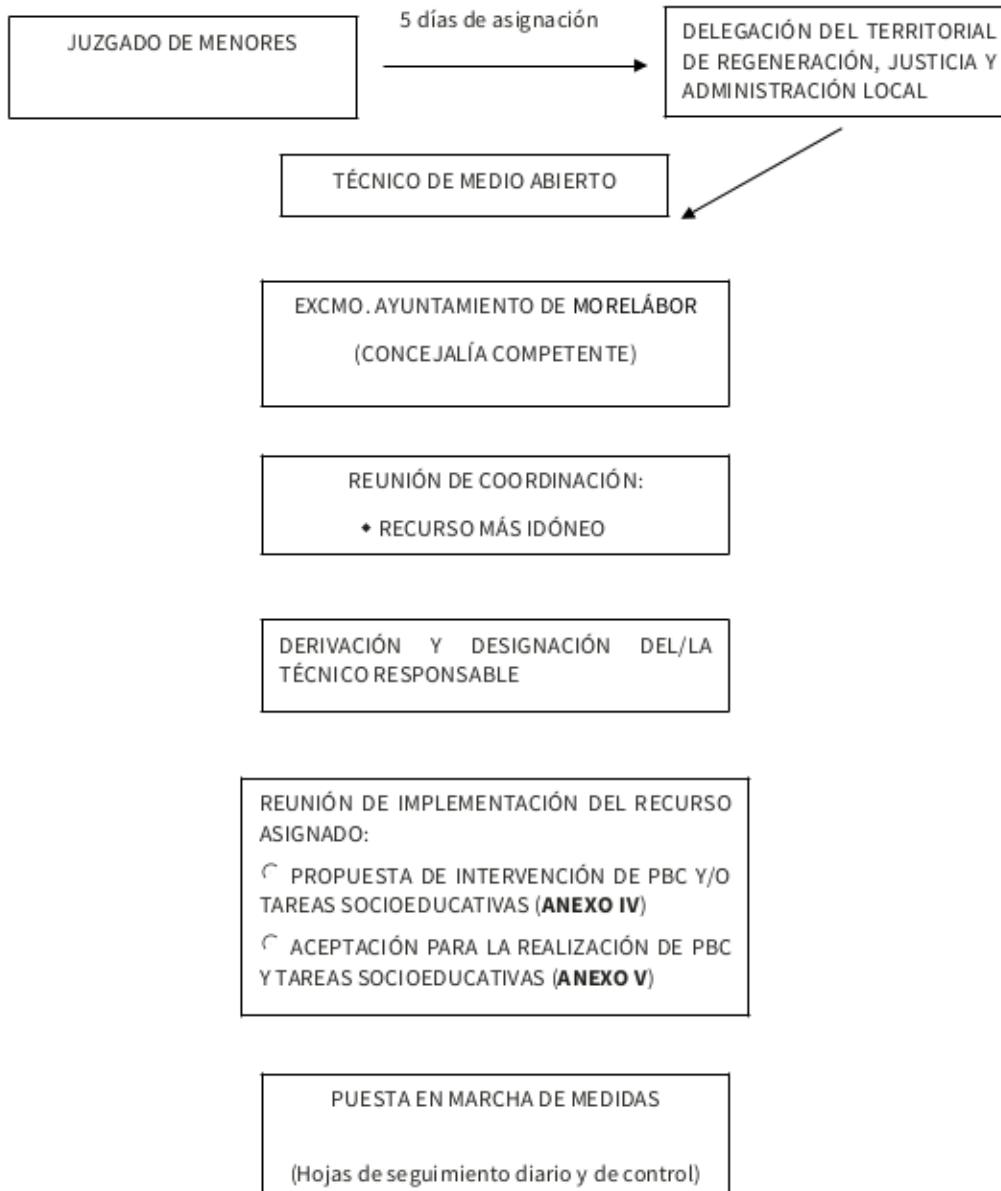 JUZGADO DE MENORES
5 días de asignación
DELEGACIÓN DEL TERRITORIAL
DE REGENERACIÓN, JUSTICIA Y
ADMINISTRACIÓN LOCAL
TÉCNICO DE MEDIO ABIERTO
EXCMO. AYUNTAMIENTO DE MORELÁBOR
(CONCEJALÍA COMPETENTE)
REUNIÓN DE COORDINACIÓN:
◆ RECURSO MÁS IDÓNEO
DERIVACIÓN Y DESIGNACIÓN DEL/LA
TÉCNICO RESPONSABLE
REUNIÓN DE IMPLEMENTACIÓN DEL RECURSO
ASIGNADO:
PROPUESTA DE INTERVENCIÓN DE PBC Y/O
TAREAS SOCIOEDUCATIVAS (ANEXO IV)
ACEPTACIÓN PARA LA REALIZACIÓN DE PBC
Y TAREAS SOCIOEDUCATIVAS (ANEXO V)
PUESTA EN MARCHA DE MEDIDAS
(Hojas de seguimiento diario y de control)